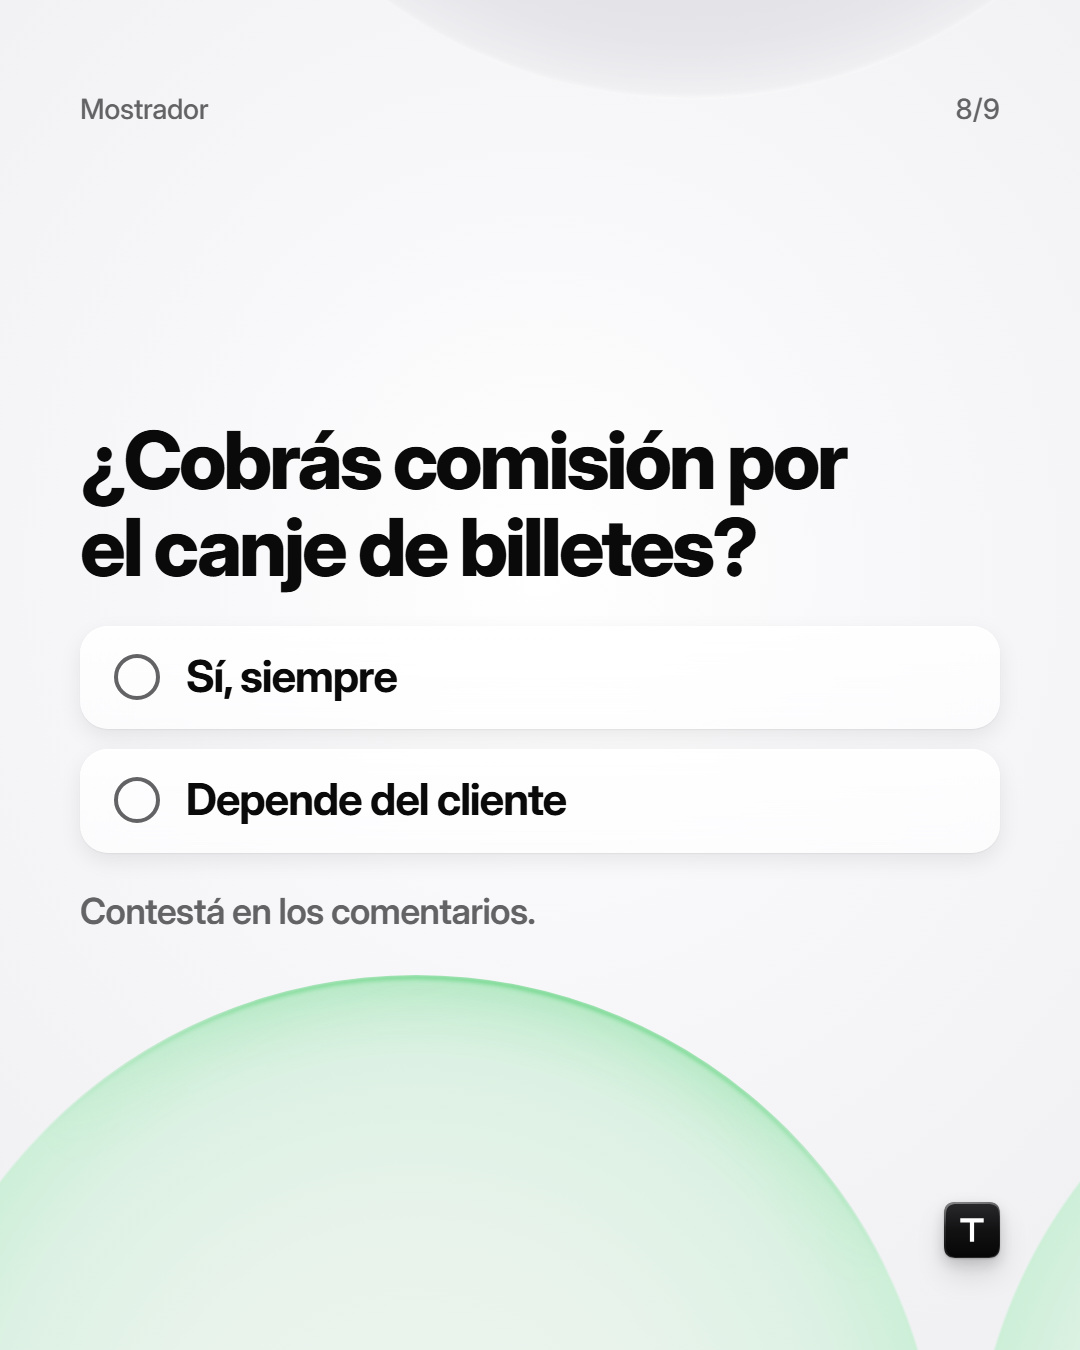 Mostrador
8/9
¿Cobrás comisión por
el canje de billetes?
Sí, siempre
Depende del cliente
Contestá en los comentarios.
T